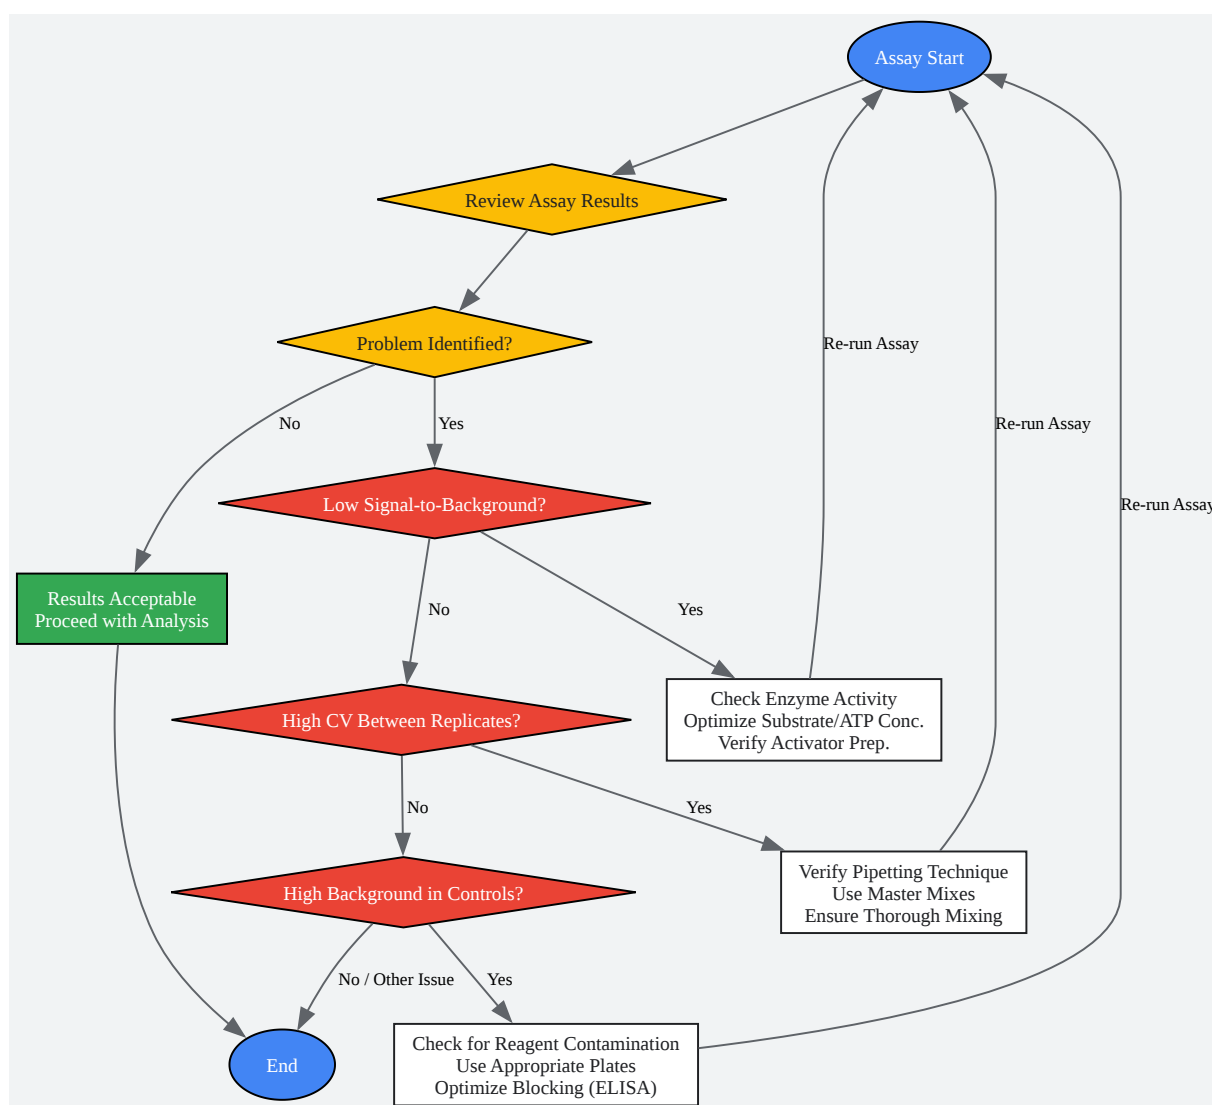 Assay Start
Review Assay Results
Problem Identified?
Re-run Assay
No
Yes
Re-run Assay
Low Signal-to-Background?
Re-run Assay
Results Acceptable
Proceed with Analysis
No
Yes
Check Enzyme Activity
Optimize Substrate/ATP Conc.
Verify Activator Prep.
High CV Between Replicates?
No
Yes
Verify Pipetting Technique
Use Master Mixes
Ensure Thorough Mixing
High Background in Controls?
No / Other Issue
Yes
End
Check for Reagent Contamination
Use Appropriate Plates
Optimize Blocking (ELISA)